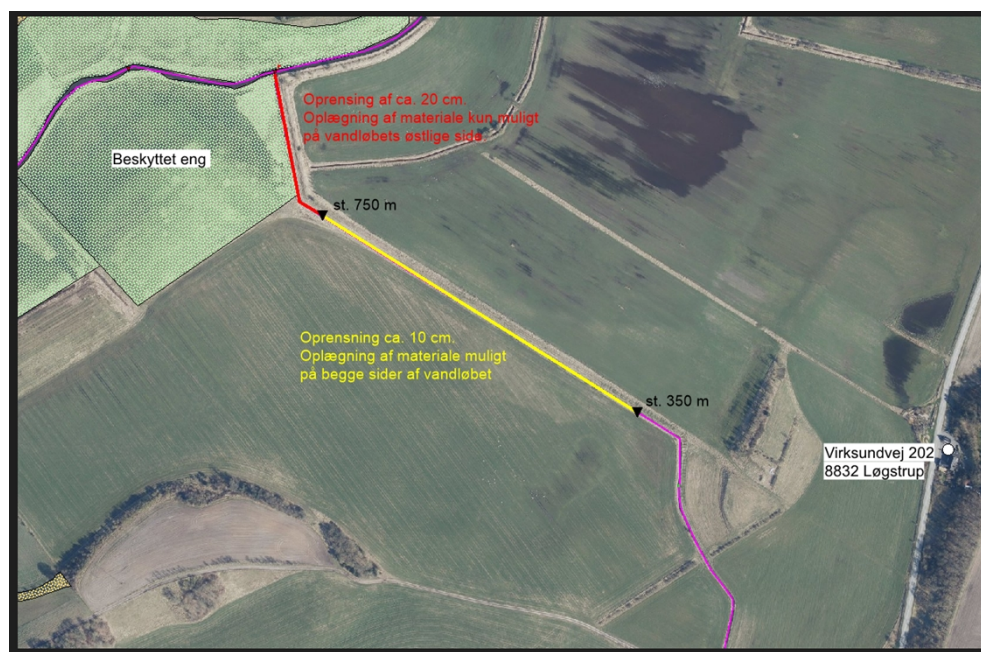 Oprensing af ca. 20 cm.
Oplægning af materiale kun muligt
på vandløbets østlige side
Beskyttet eng
st. 750 m
Oprensning ca. 10 cm.
Oplægning af materiale muligt
på begge sider af vandløbet
st. 350 m
Virksundvej 202
8832 Løgstrup